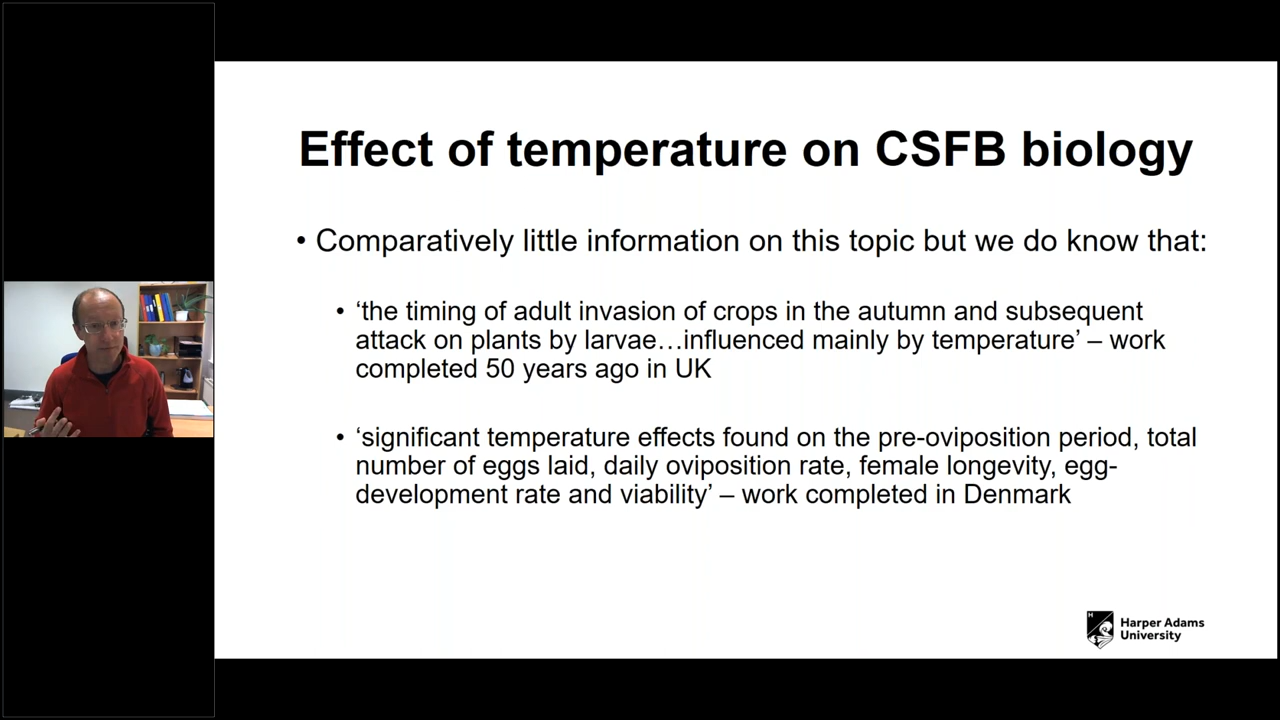 Effect of temperature on CSFB biology
• Comparatively little information on this topic but we do know that:
• ‘the timing of adult invasion of crops in the autumn and subsequent
attack on plants by larvae…influenced mainly by temperature’ – work
completed 50 years ago in UK
• ‘significant temperature effects found on the pre-oviposition period, total
number of eggs laid, daily oviposition rate, female longevity, egg-
development rate and viability’ – work completed in Denmark
Harper Adams
University